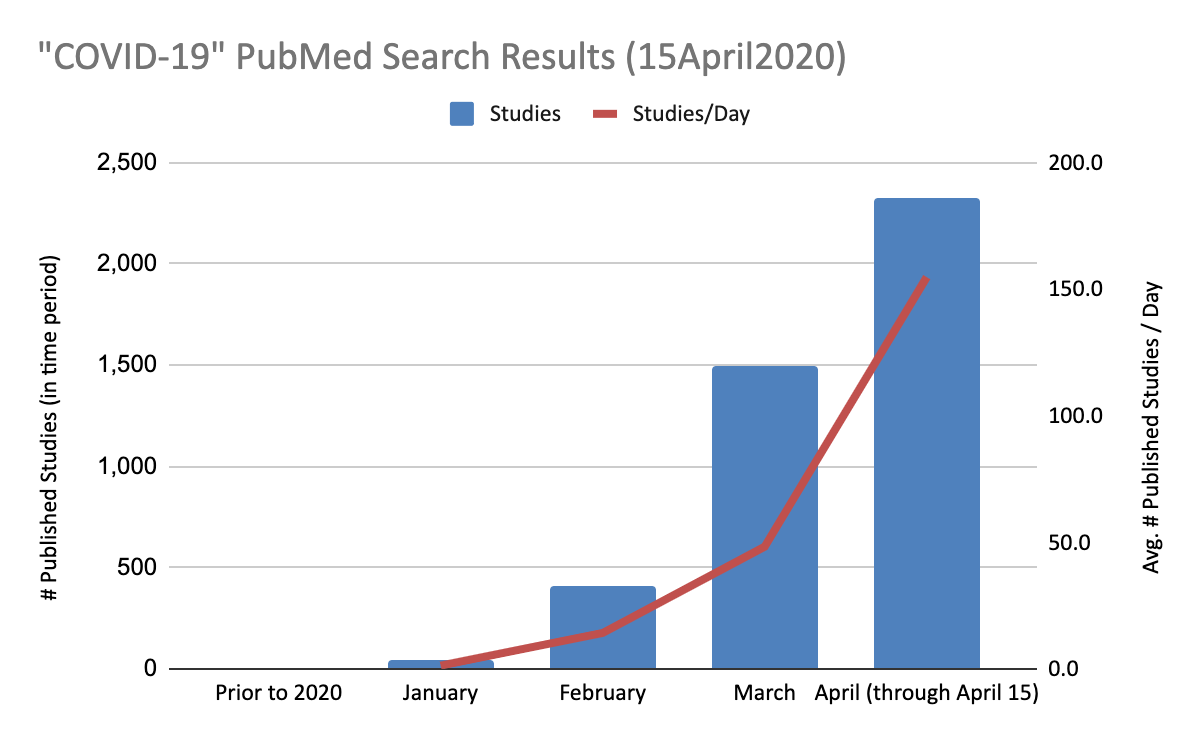 "COVID-19" PubMed Search Results (15April2020)
Studies
Studies/Day
2,500
2,000
1,500
1,000
500
0
# Published Studies (in time period)
200.0
150.0
100.0
50.0
0.0
Avg. # Published Studies / Day
Prior to 2020
January
February
March
April (through April 15)